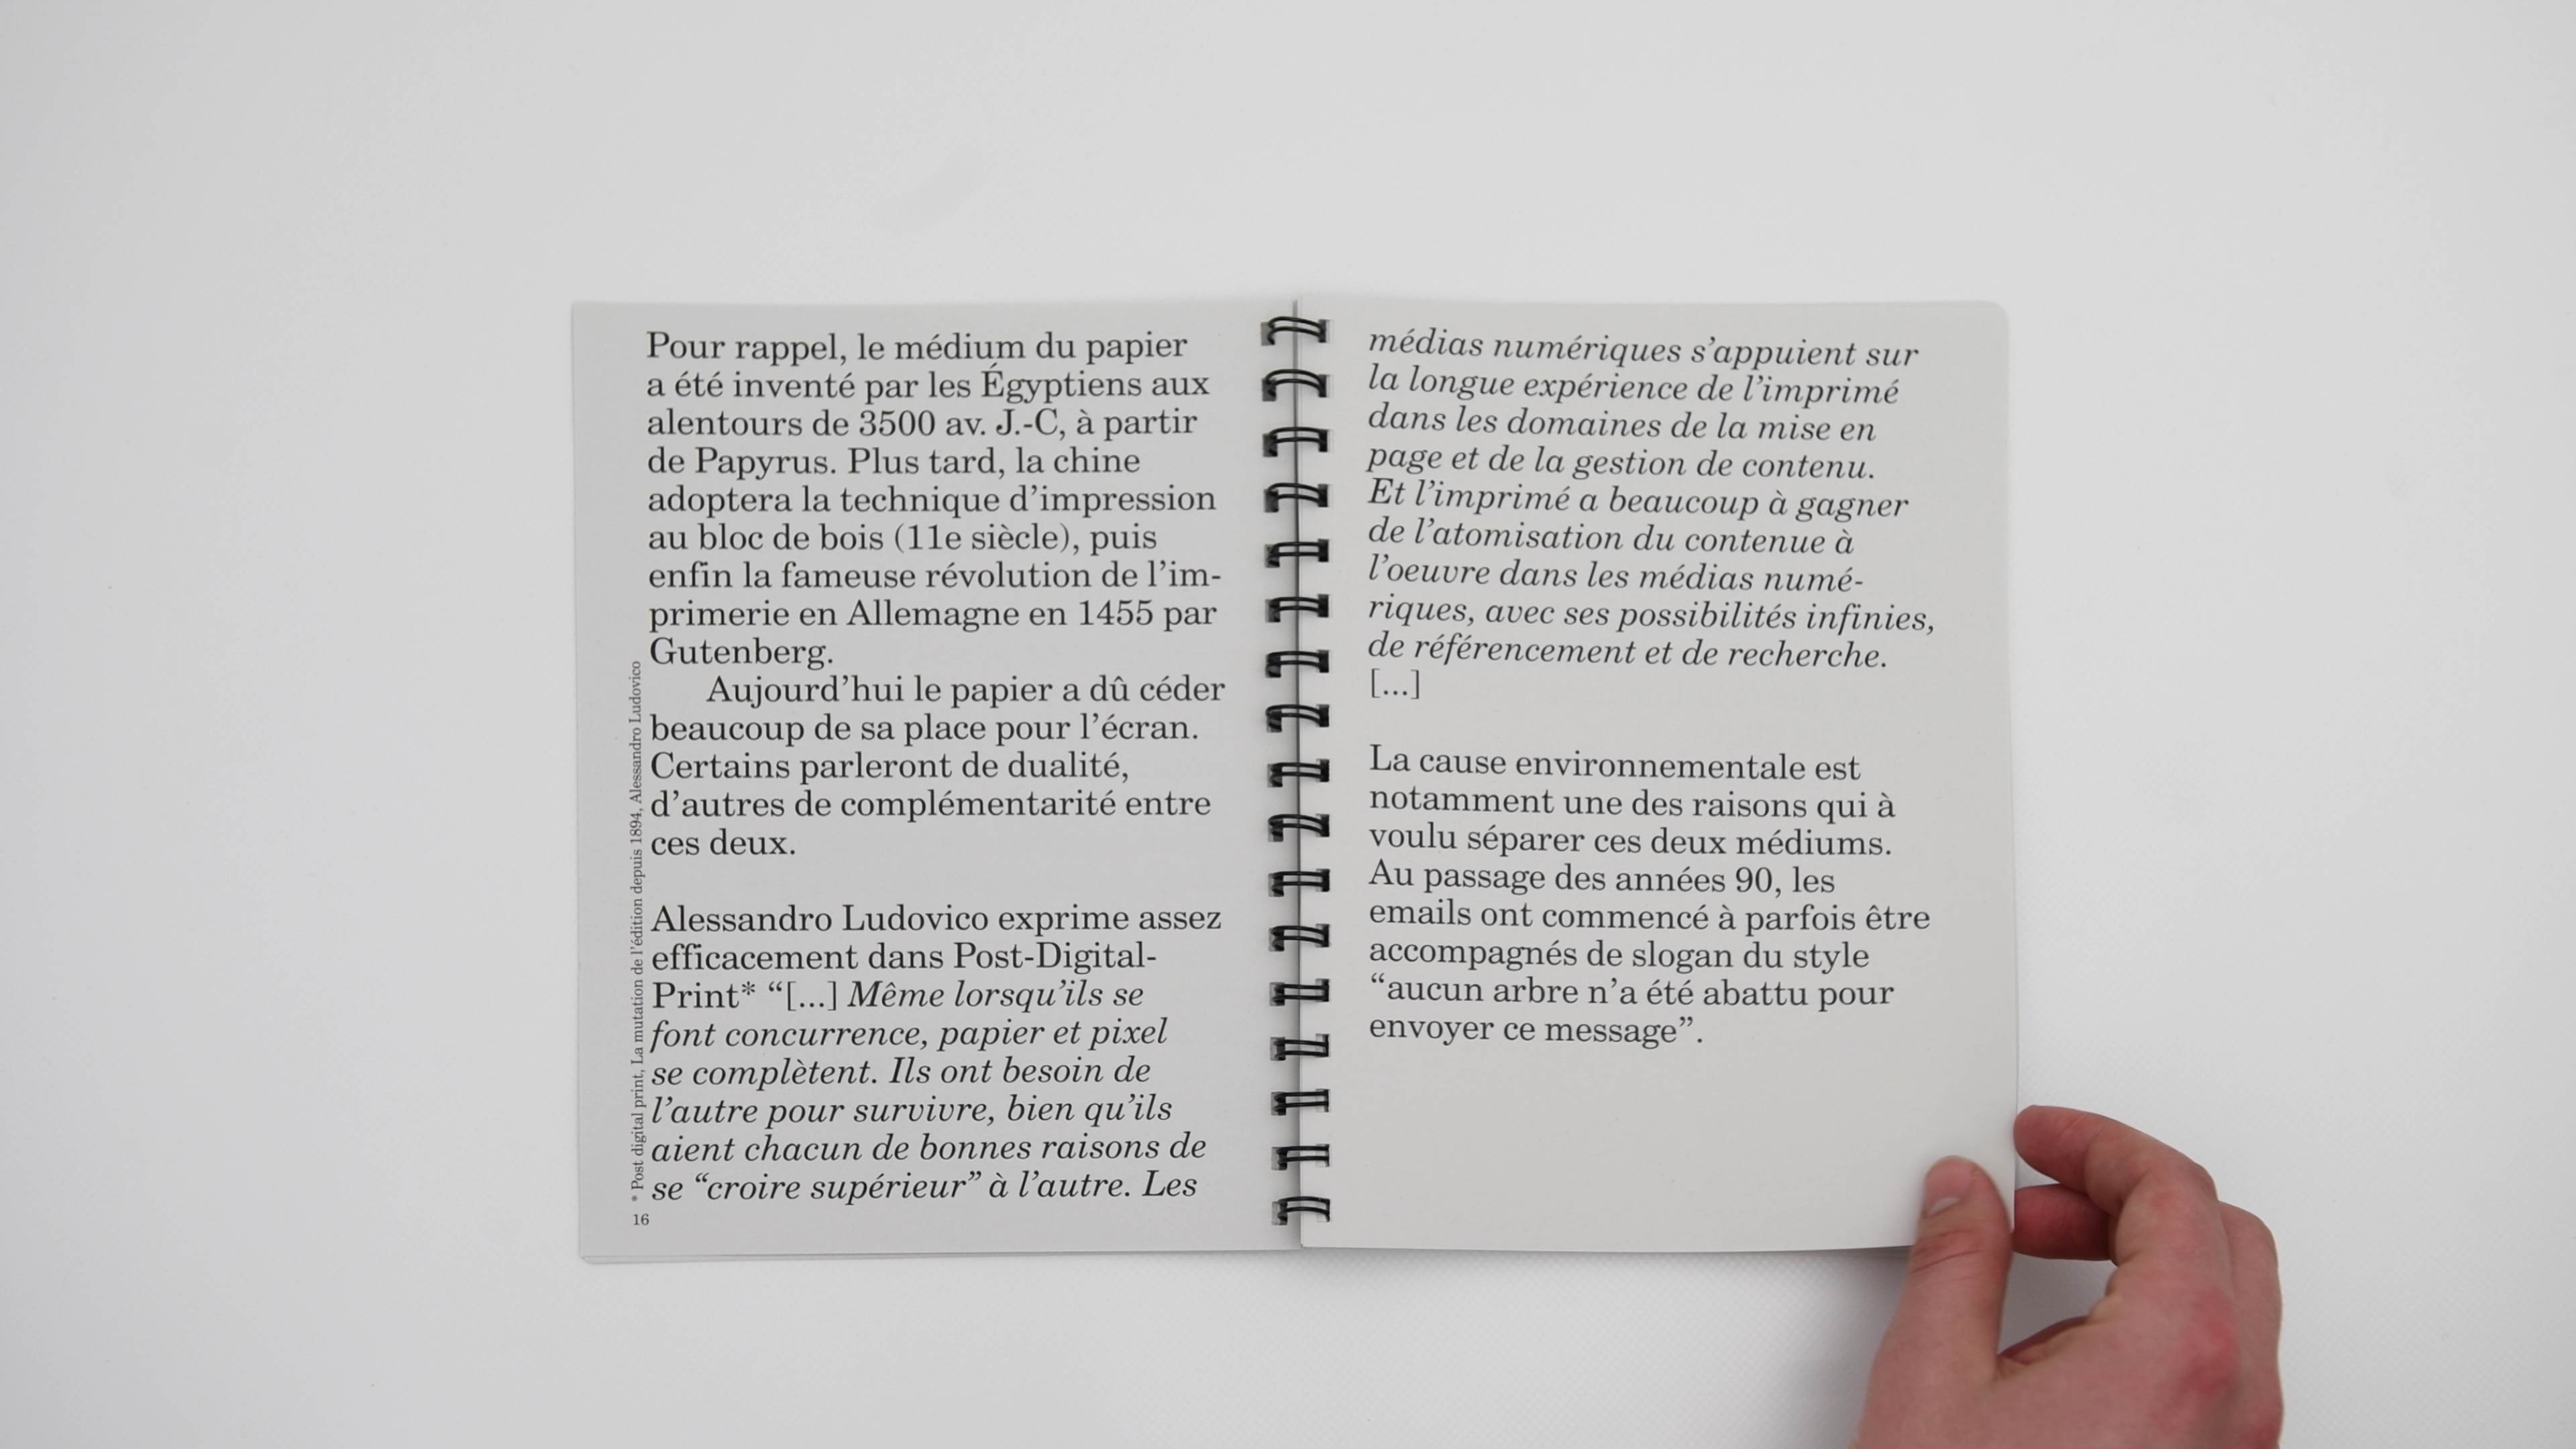 Pour rappel, le médium du papier
a été inventé par les Égyptiens aux
alentours de 3500 av. J.-C, à partir
de Papyrus. Plus tard, la chine
adoptera la technique d’impression
au bloc de bois (11e siècle), puis
enfin la fameuse révolution de l’im-
primerie en Allemagne en 1455 par
Gutenberg.
Aujourd’hui le papier a dû céder
beaucoup de sa place pour l’écran.
Certains parleront de dualité,
d’autres de complémentarité entre
ces deux.
Alessandro Ludovico exprime assez
efficacement dans Post-Digital-
Print* “[...] Même lorsqu’ils se
font concurrence, papier et pixel
se complètent. Ils ont besoin de
l’autre pour survivre, bien qu’ils
aient chacun de bonnes raisons de
se “croire supérieur” à l’autre. Les
* Post digital print, La mutation de l’édition depuis 1894, Alessandro Ludovico
16
médias numériques s’appuient sur
la longue expérience de l’imprimé
dans les domaines de la mise en
page et de la gestion de contenu.
Et l’imprimé a beaucoup à gagner
de l’atomisation du contenue à
l’oeuvre dans les médias numé-
riques, avec ses possibilités infinies,
de référencement et de recherche.
[...]
La cause environnementale est
notamment une des raisons qui à
voulu séparer ces deux médiums.
Au passage des années 90, les
emails ont commencé à parfois être
accompagnés de slogan du style
“aucun arbre n’a été abattu pour
envoyer ce message”.